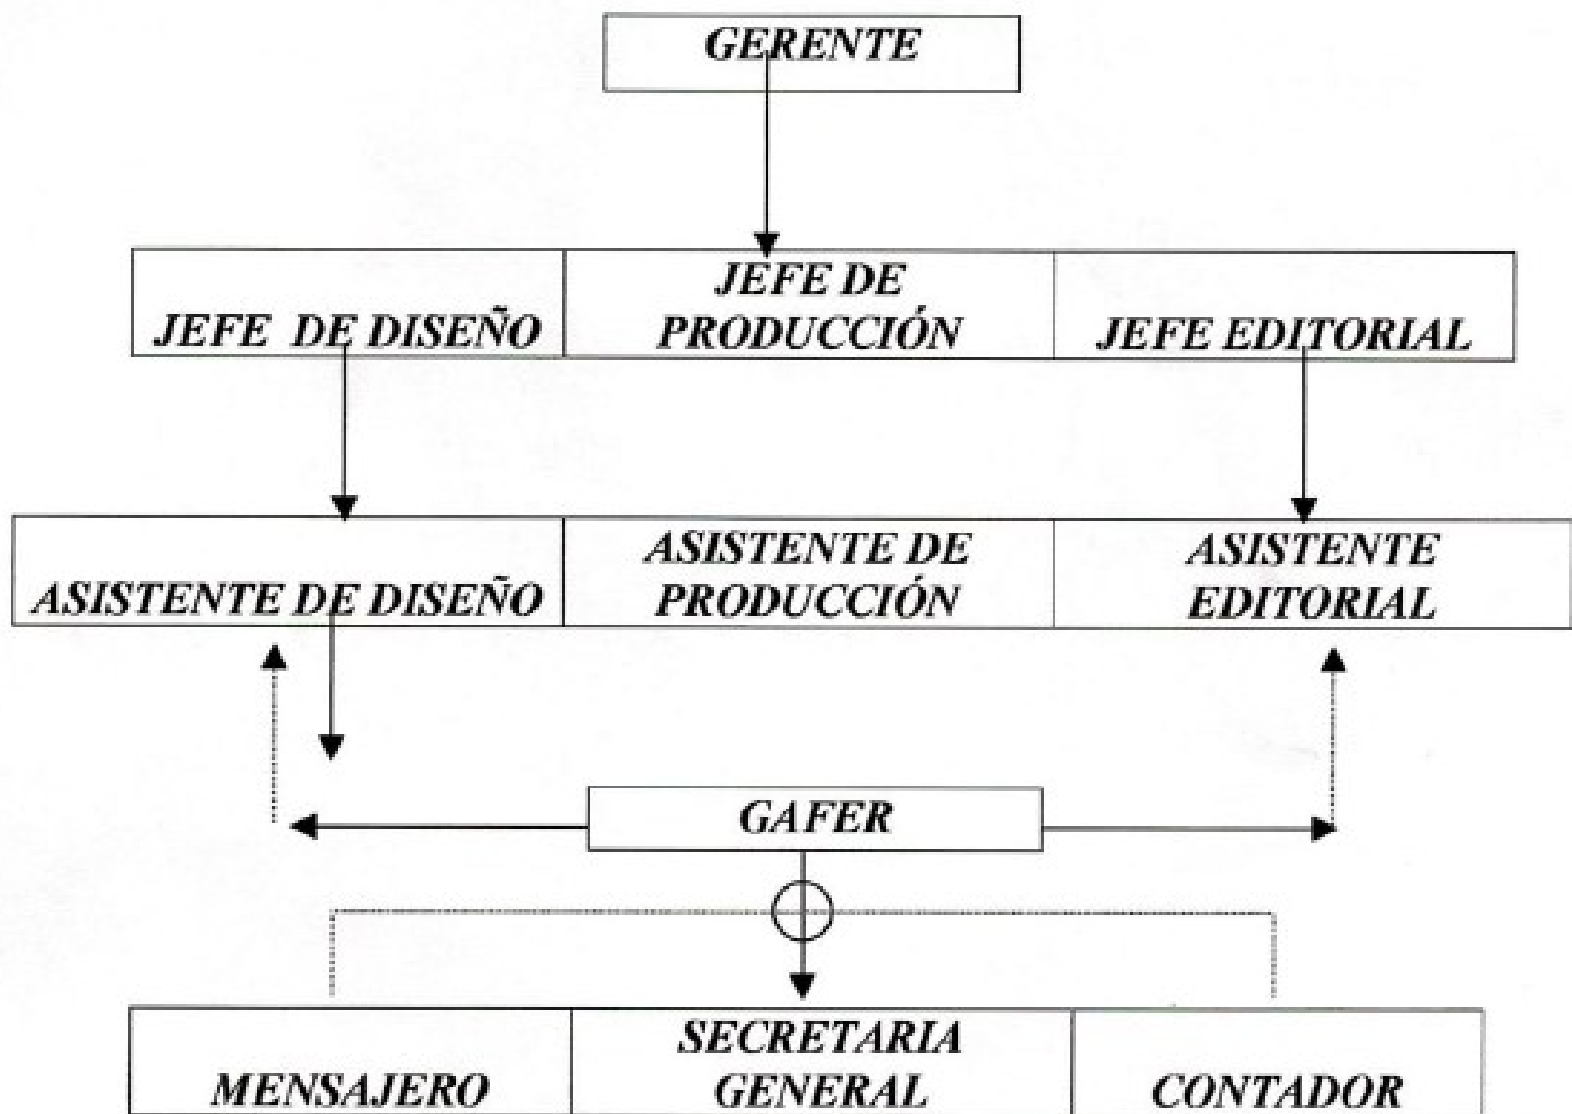 GERENTE
JEFE DE DISEÑO
JEFE DE
PRODUCCIÓN
JEFE EDITORIAL
ASISTENTE DE DISEÑO
ASISTENTE DE
PRODUCCIÓN
ASISTENTE
EDITORIAL
GAFER
MENSAJERO
SECRETARIA
GENERAL
CONTADOR